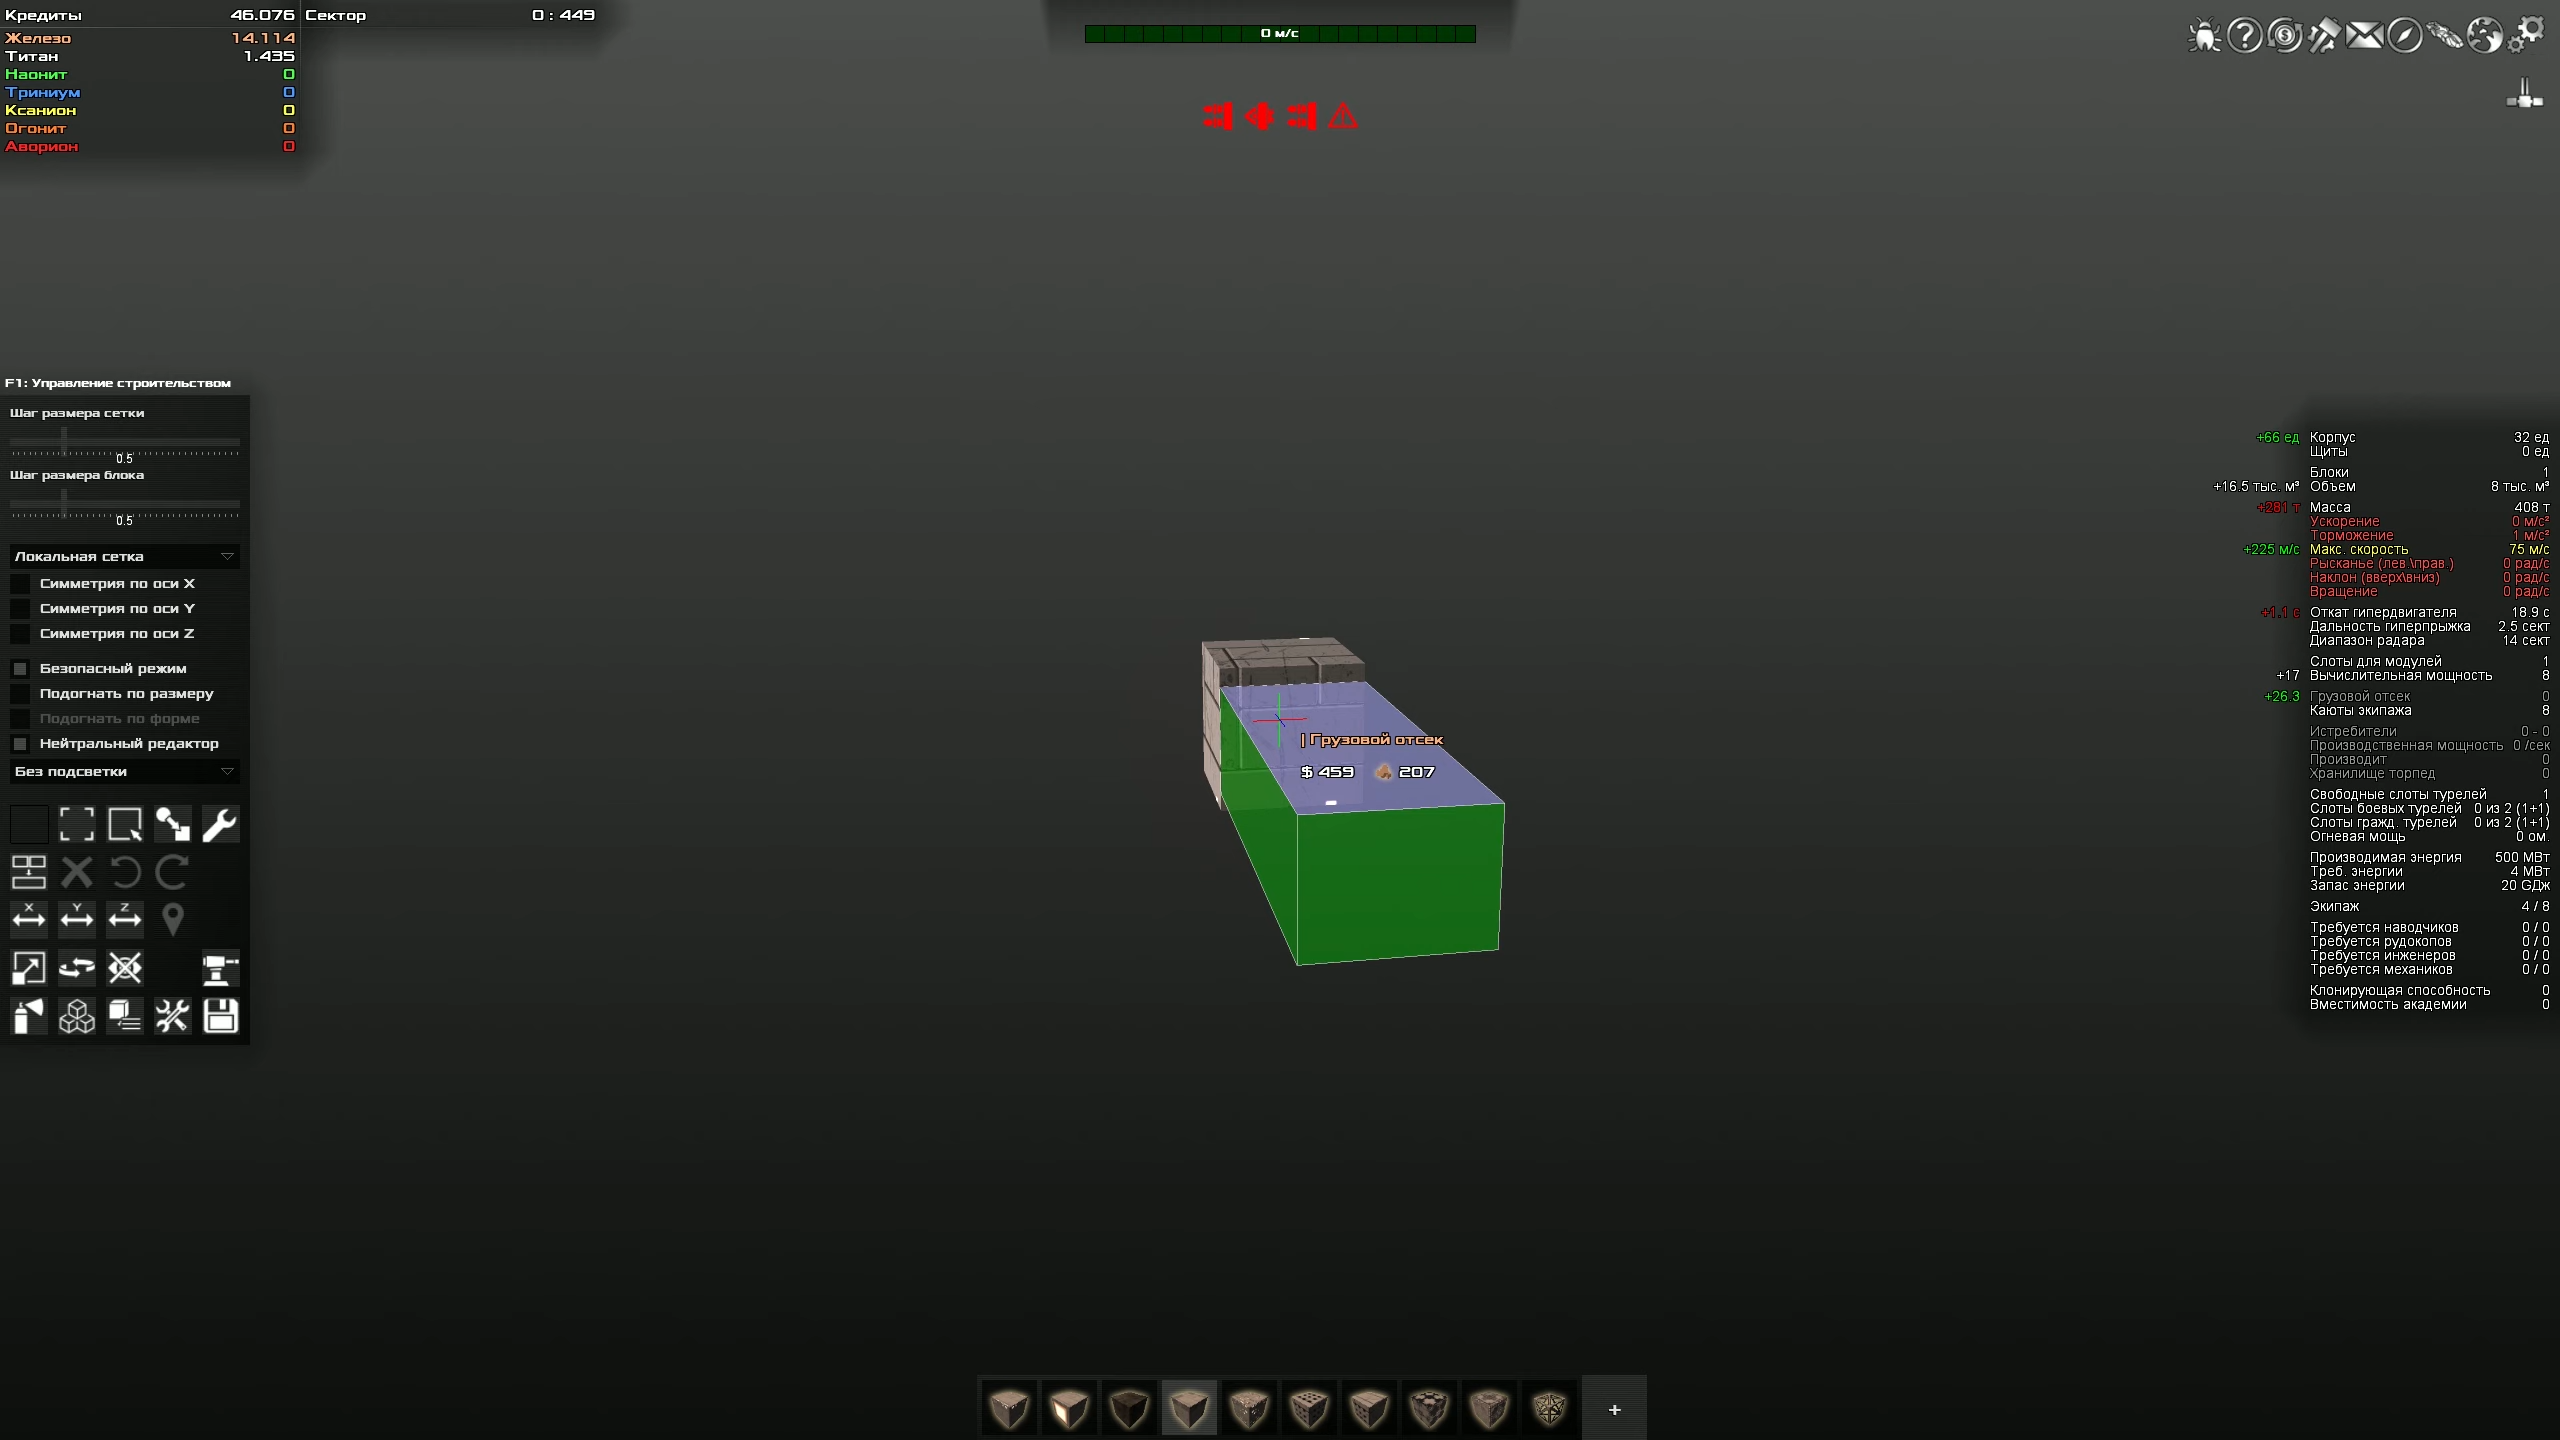 Кредиты 46.076
Сектор 0 : 449
Железо 14.114
Титан 1.435
Наонит 0
Триниум 0
Ксанион 0
Огонит 0
Аворион 0
0 м/с
F1: Управление строительством
Шаг размера сетки
0.5
Шаг размера блока
0.5
Локальная сетка
Симметрия по оси X
Симметрия по оси Y
Симметрия по оси Z
Безопасный режим
Подогнать по размеру
Подогнать по форме
Нейтральный редактор
Без подсветки
X Y Z
| Грузовой отсек
$ 459 207
+66 ед Корпус 32 ед
Щиты 0 ед
Блоки 1
+16.5 тыс. м³ Объем 8 тыс. м³
+281 т Масса 408 т
Ускорение 0 м/с²
Торможение 1 м/с²
+225 м/с Макс. скорость 75 м/с
Рысканье (лев.\прав.) 0 рад/с
Наклон (вверх\вниз) 0 рад/с
Вращение 0 рад/с
+1.1 с Откат гипердвигателя 18.9 с
Дальность гиперпрыжка 2.5 сект
Диапазон радара 14 сект
Слоты для модулей 1
+17 Вычислительная мощность 8
+26.3 Грузовой отсек 0
Каюты экипажа 8
Истребители 0 - 0
Производственная мощность 0 /сек
Производит 0
Хранилище торпед 0
Свободные слоты турелей 1
Слоты боевых турелей 0 из 2 (1+1)
Слоты гражд. турелей 0 из 2 (1+1)
Огневая мощь 0 ом.
Производимая энергия 500 МВт
Треб. энергии 4 МВт
Запас энергии 20 GДж
Экипаж 4 / 8
Требуется наводчиков 0 / 0
Требуется рудокопов 0 / 0
Требуется инженеров 0 / 0
Требуется механиков 0 / 0
Клонирующая способность 0
Вместимость академии 0
+